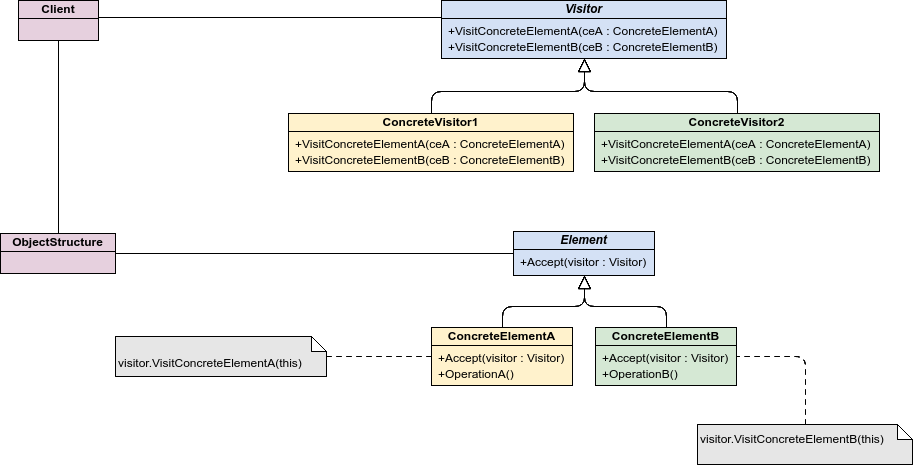 Client
Visitor
+VisitConcreteElementA(ceA : ConcreteElementA)
+VisitConcreteElementB(ceB : ConcreteElementB)
ConcreteVisitor1
+VisitConcreteElementA(ceA : ConcreteElementA)
+VisitConcreteElementB(ceB : ConcreteElementB)
ConcreteVisitor2
+VisitConcreteElementA(ceA : ConcreteElementA)
+VisitConcreteElementB(ceB : ConcreteElementB)
ObjectStructure
Element
+Accept(visitor : Visitor)
ConcreteElementA
+Accept(visitor : Visitor)
+OperationA()
ConcreteElementB
+Accept(visitor : Visitor)
+OperationB()
visitor.VisitConcreteElementA(this)
visitor.VisitConcreteElementB(this)